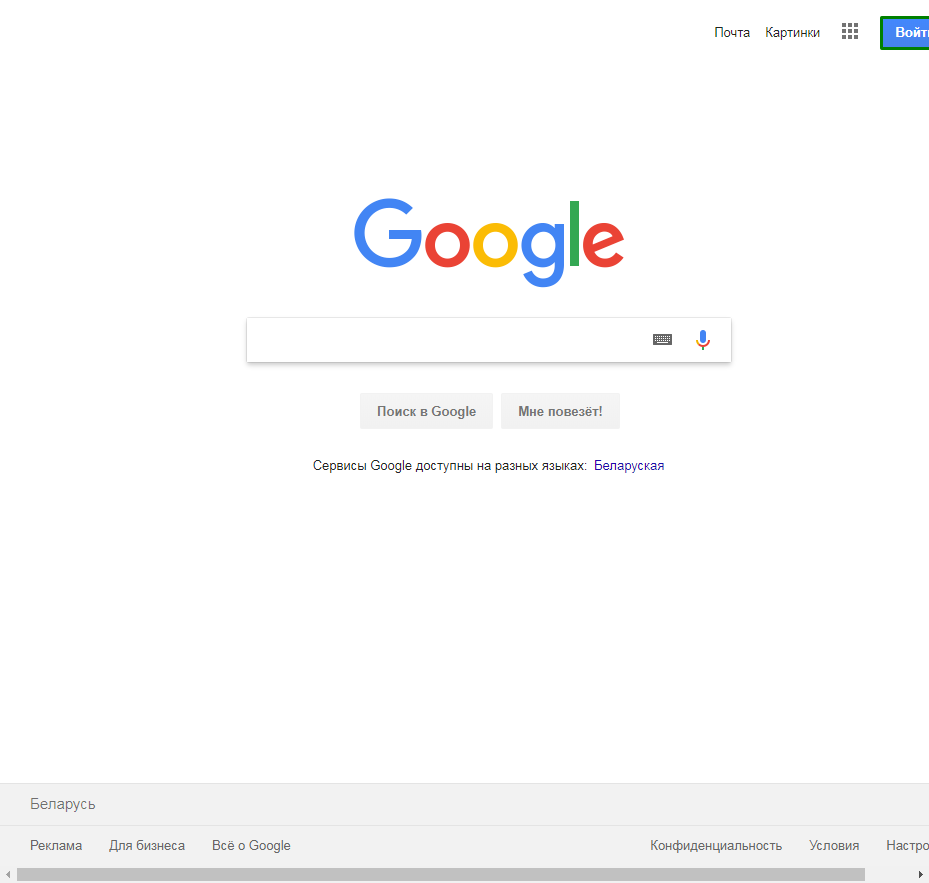 Почта Картинки Войти
Google
Поиск в Google Мне повезёт!
Сервисы Google доступны на разных языках: Беларуская
Беларусь
Реклама Для бизнеса Всё о Google Конфиденциальность Условия Настро